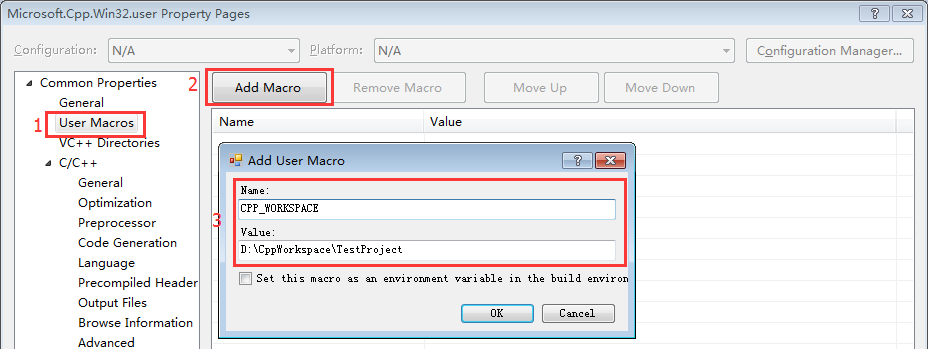 Microsoft.Cpp.Win32.user Property Pages
Configuration: N/A Platform: N/A Configuration Manager...
Common Properties
General
1 User Macros
VC++ Directories
C/C++
General
Optimization
Preprocessor
Code Generation
Language
Precompiled Header
Output Files
Browse Information
Advanced
2 Add Macro Remove Macro Move Up Move Down
Name Value
Add User Macro
3
Name:
CPP_WORKSPACE
Value:
D:\CppWorkspace\TestProject
Set this macro as an environment variable in the build environ
OK Cancel